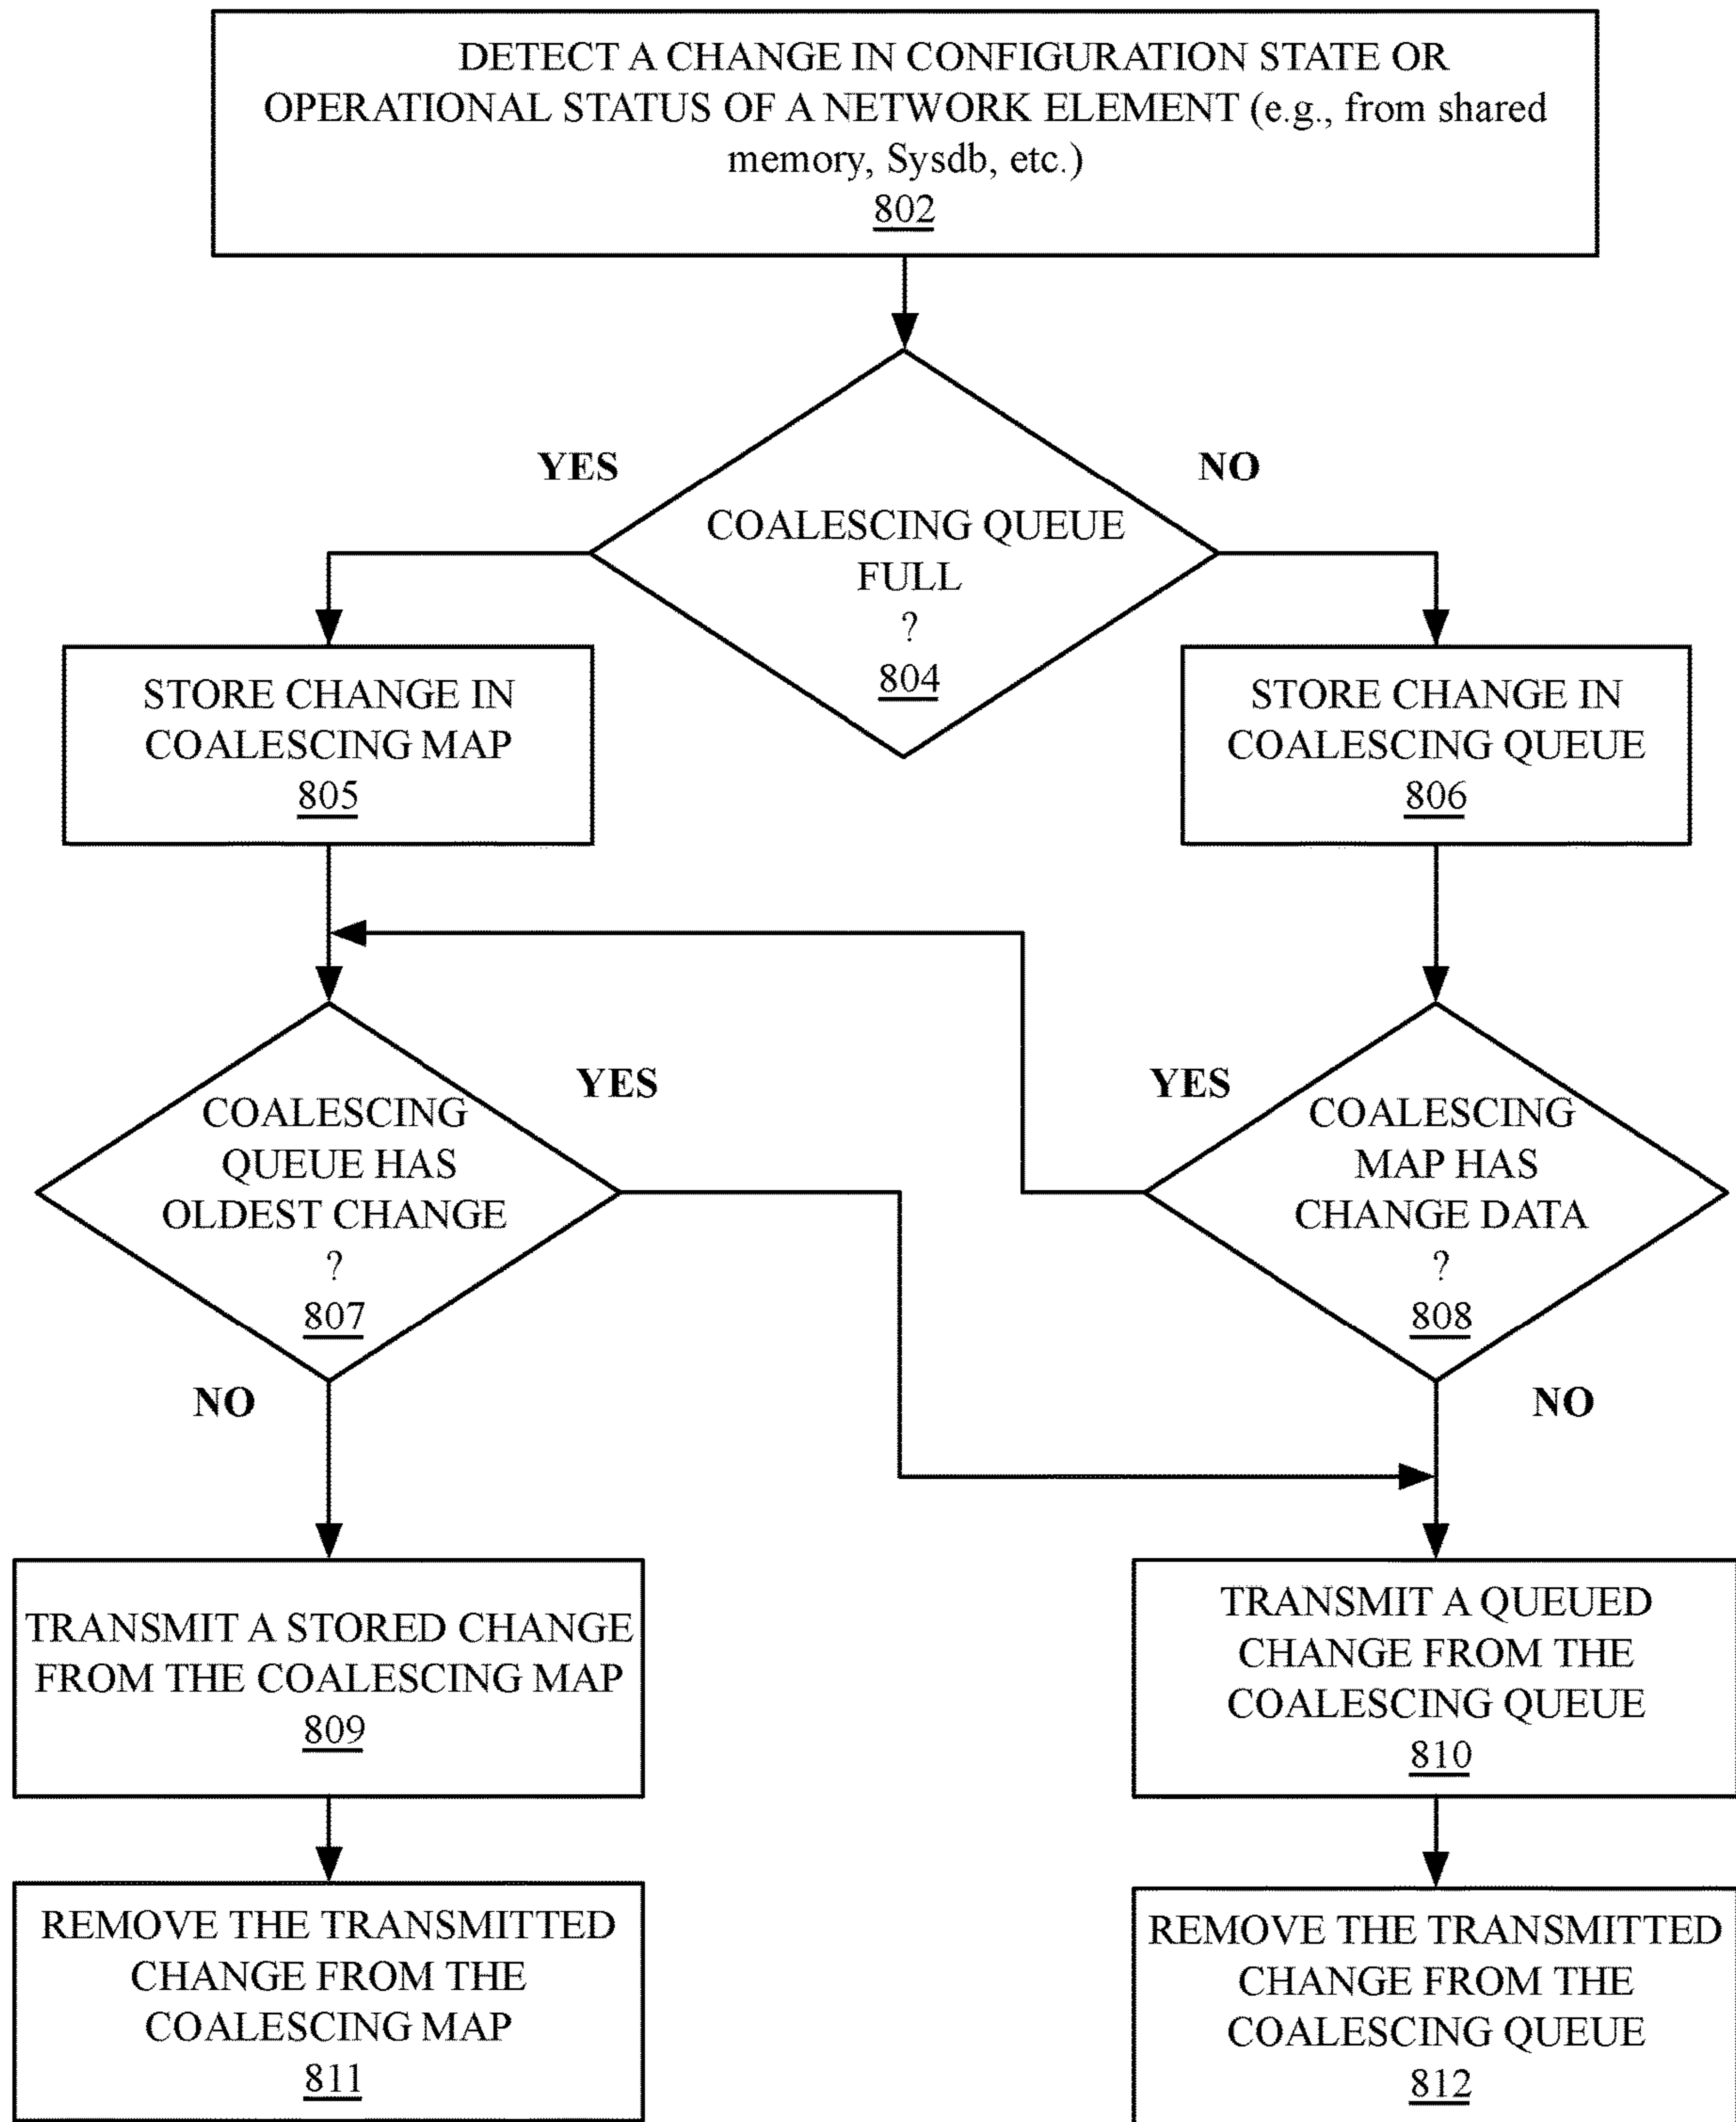 DETECT A CHANGE IN CONFIGURATION STATE OR
OPERATIONAL STATUS OF A NETWORK ELEMENT (e.g., from shared
memory, Sysdb, etc.)
802
YES
NO
COALESCING QUEUE
FULL
?
804
STORE CHANGE IN
COALESCING MAP
805
STORE CHANGE IN
COALESCING QUEUE
806
COALESCING
QUEUE HAS
OLDEST CHANGE
?
807
YES
NO
YES
COALESCING
MAP HAS
CHANGE DATA
?
808
NO
TRANSMIT A STORED CHANGE
FROM THE COALESCING MAP
809
TRANSMIT A QUEUED
CHANGE FROM THE
COALESCING QUEUE
810
REMOVE THE TRANSMITTED
CHANGE FROM THE
COALESCING MAP
811
REMOVE THE TRANSMITTED
CHANGE FROM THE
COALESCING QUEUE
812